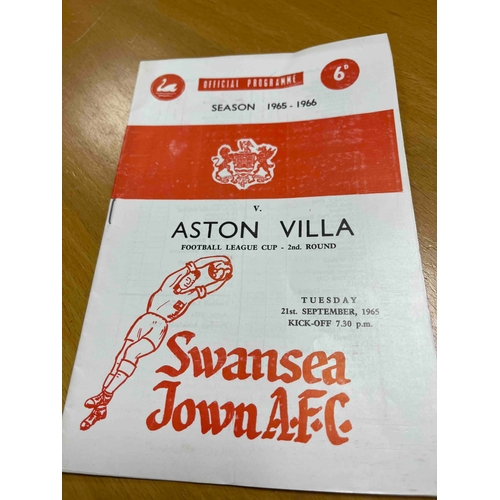 OFFICIAL PROGRAMME
6D
SEASON 1965-1966
v.
ASTON VILLA
FOOTBALL LEAGUE CUP - 2nd. ROUND
TUESDAY
21st. SEPTEMBER, 1965
KICK-OFF 7.30 p.m.
Swansea
Town A.F.C.